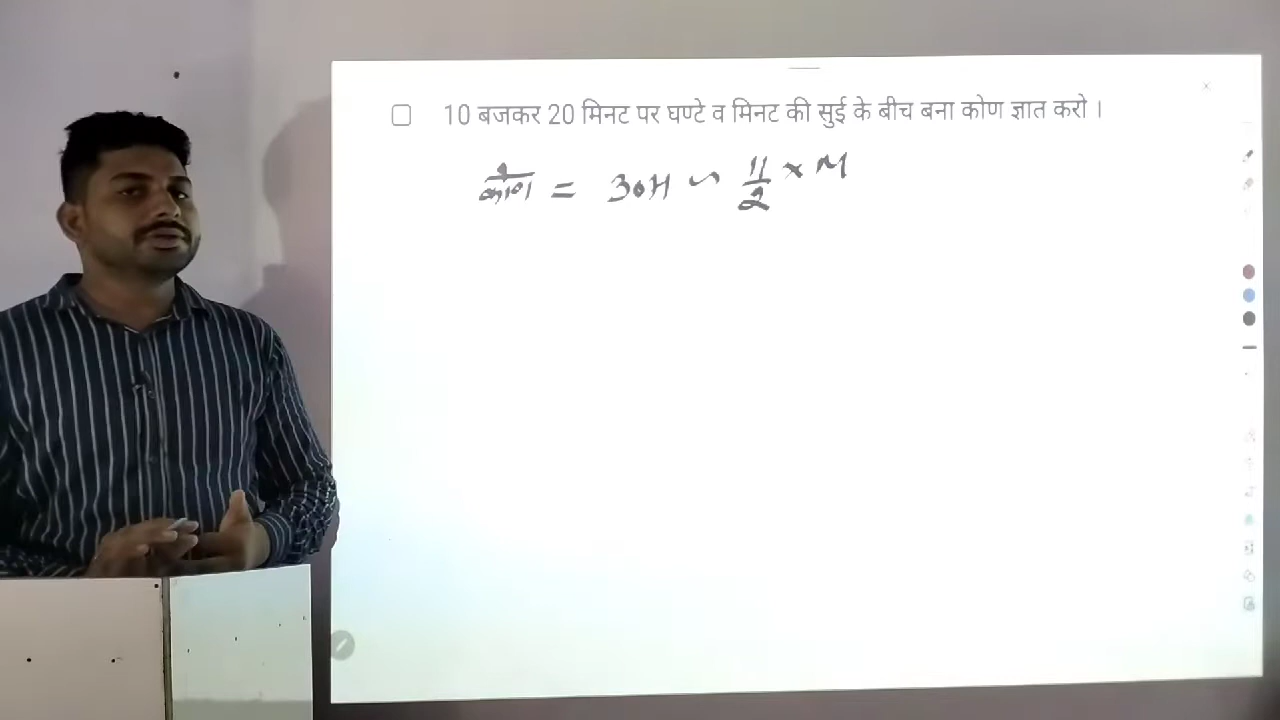 10 बजकर 20 मिनट पर घण्टे व मिनट की सुई के बीच बना कोण ज्ञात करो ।
कोण = 30H ~ 11/2 × M